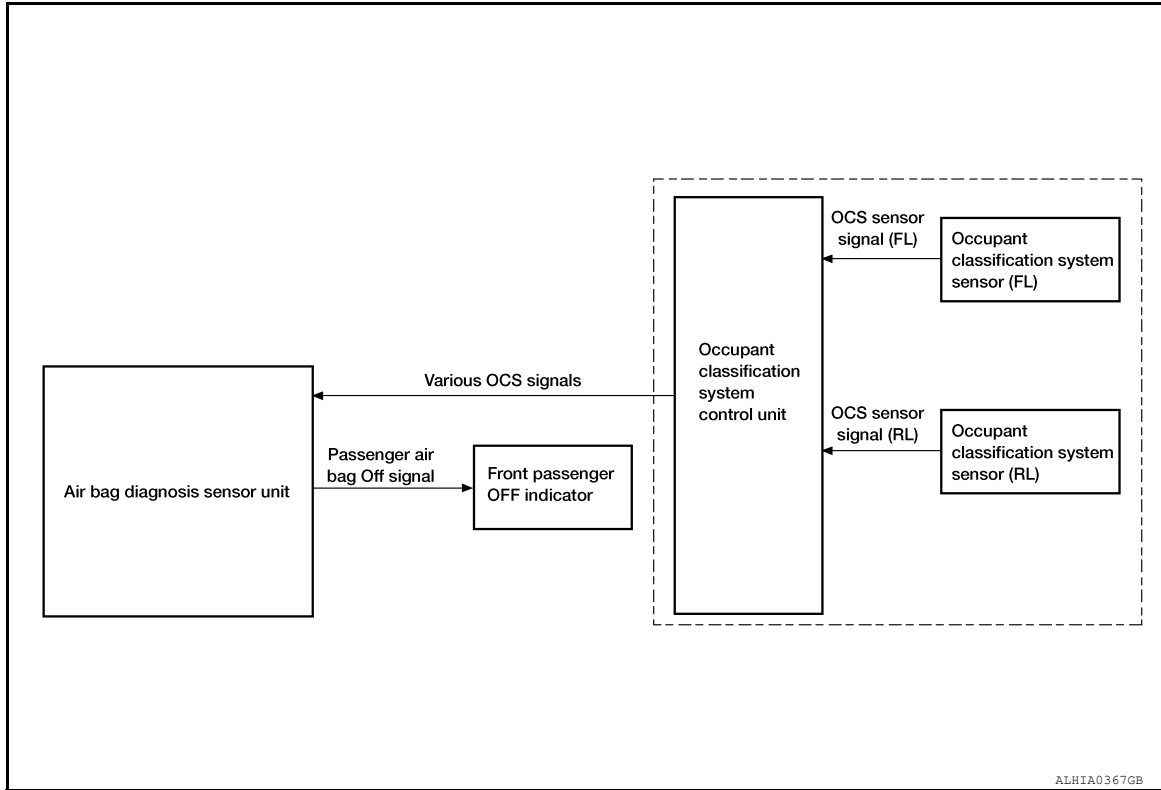 OCS sensor
signal (FL)
Occupant
classification system
sensor (FL)
Occupant
classification
system
control unit
Various OCS signals
OCS sensor
signal (RL)
Occupant
classification system
sensor (RL)
Passenger air
bag Off signal
Front passenger
OFF indicator
Air bag diagnosis sensor unit
ALHIA0367GB